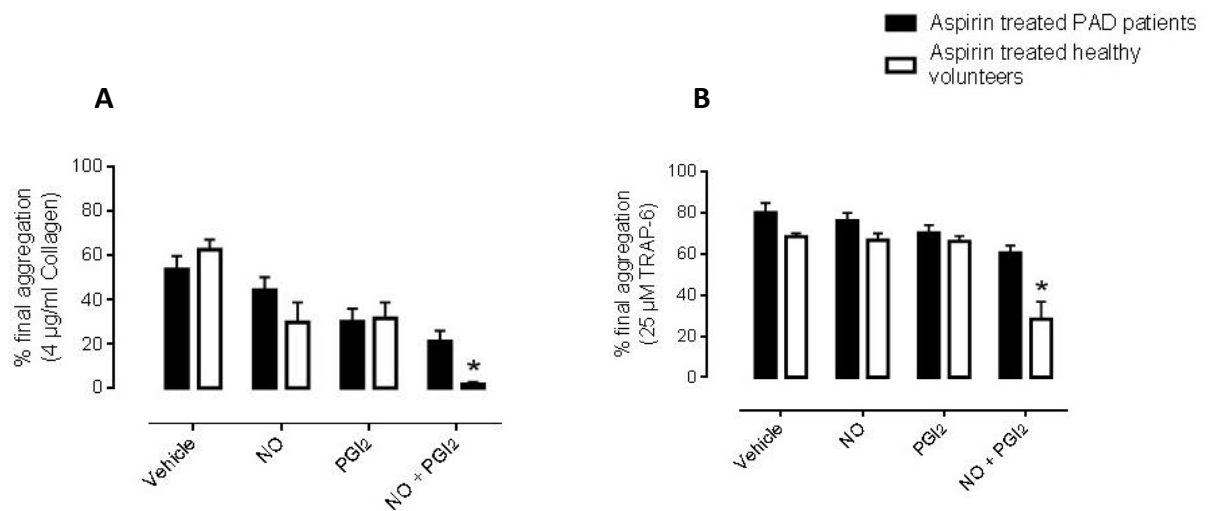 Aspirin treated PAD patients
Aspirin treated healthy
volunteers
A
% final aggregation
(4 µg/ml Collagen)
100
80
60
40
20
0
*
Vehicle
NO
PGI₂
NO + PGI₂
B
% final aggregation
(25 µM TRAP-6)
100
80
60
40
20
0
*
Vehicle
NO
PGI₂
NO + PGI₂